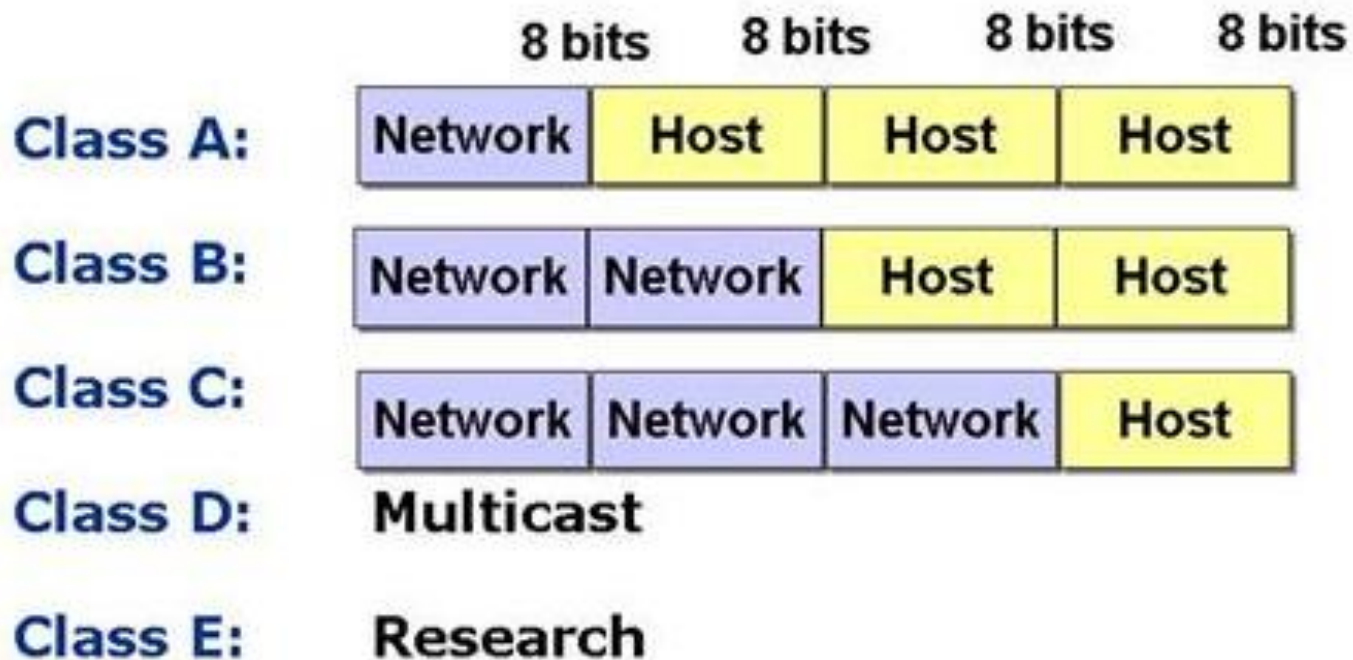 8 bits 8 bits 8 bits 8 bits
Class A: Network Host Host Host
Class B: Network Network Host Host
Class C: Network Network Network Host
Class D: Multicast
Class E: Research